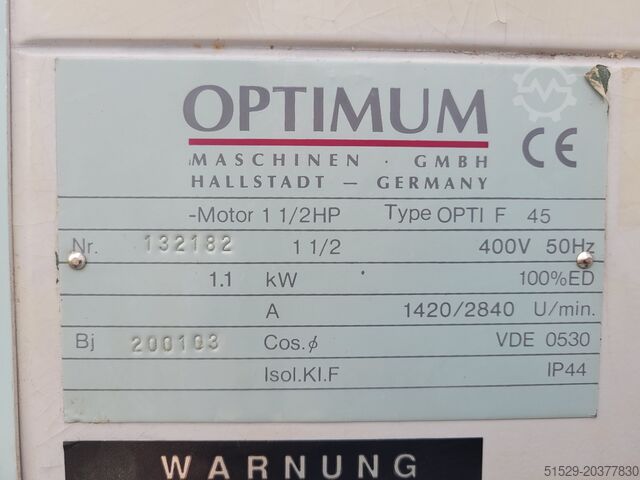 OPTIMUM
MASCHINEN · GMBH
HALLSTADT — GERMANY
CE
-Motor 1 1/2HP Type OPTI F 45
Nr. 132182 1 1/2 400V 50Hz
1.1 kW 100%ED
A 1420/2840 U/min.
Bj 200103 Cos.φ VDE 0530
Isol.Kl.F IP44
WARNUNG
51529-20377830